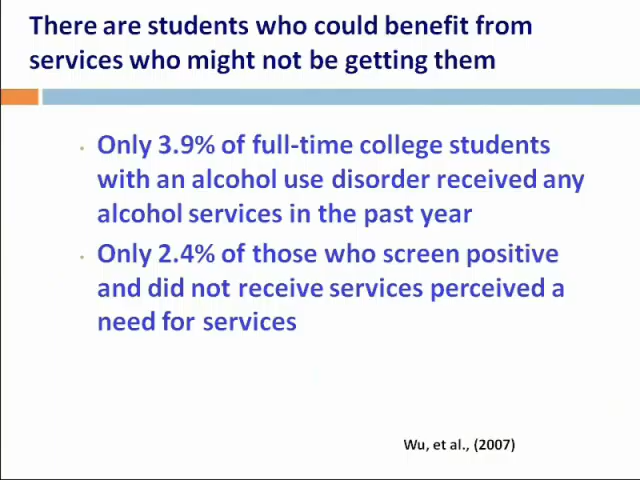 There are students who could benefit from
services who might not be getting them
Only 3.9% of full-time college students
with an alcohol use disorder received any
alcohol services in the past year
Only 2.4% of those who screen positive
and did not receive services perceived a
need for services
Wu, et al., (2007)